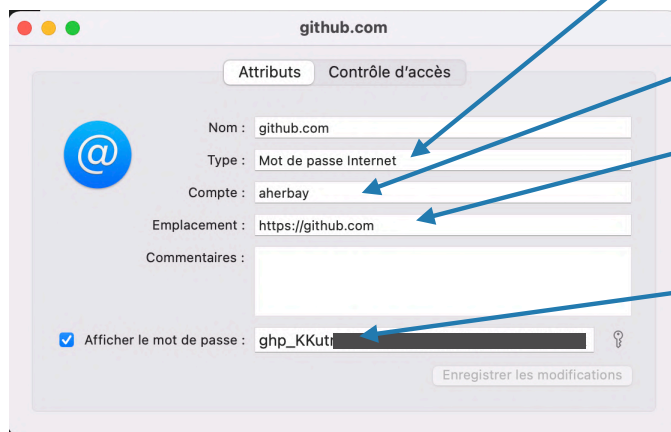 github.com
Attributs Contrôle d'accès
Nom : github.com
Type : Mot de passe Internet
Compte : aherbay
Emplacement : https://github.com
Commentaires :
Afficher le mot de passe : ghp_KKutr
Enregistrer les modifications